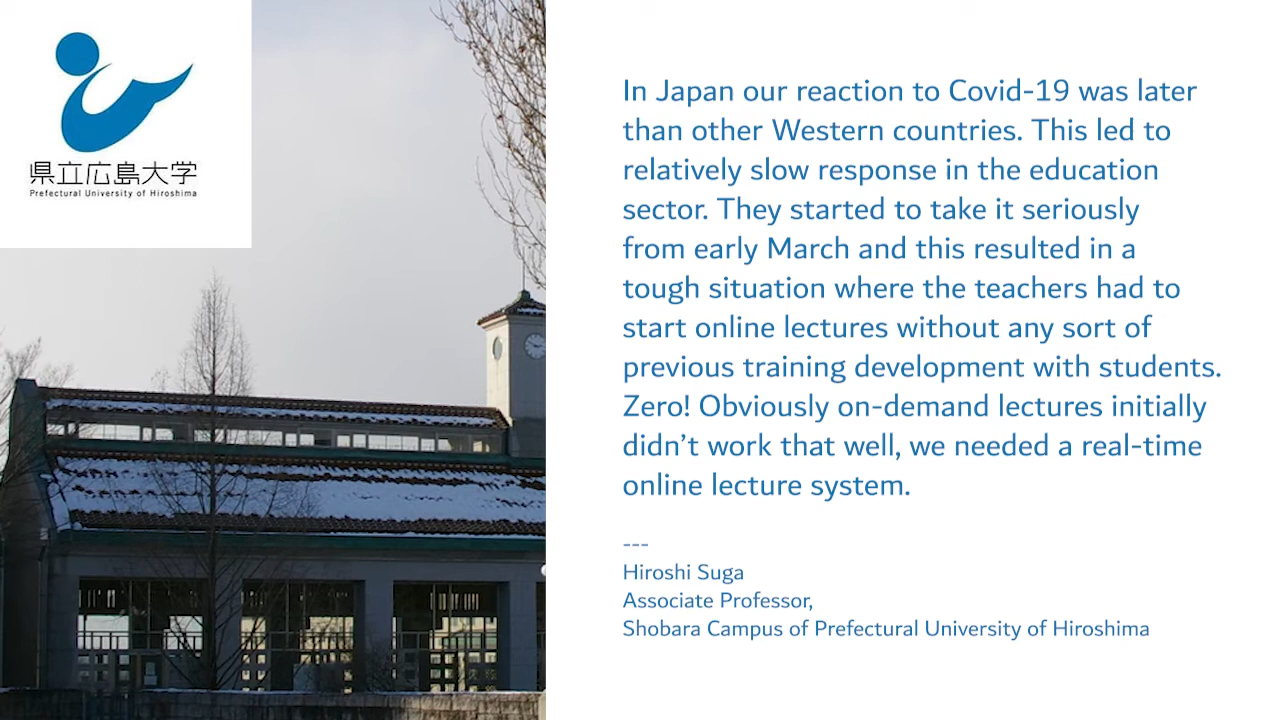 県立広島大学
Prefectural University of Hiroshima
In Japan our reaction to Covid-19 was later
than other Western countries. This led to
relatively slow response in the education
sector. They started to take it seriously
from early March and this resulted in a
tough situation where the teachers had to
start online lectures without any sort of
previous training development with students.
Zero! Obviously on-demand lectures initially
didn’t work that well, we needed a real-time
online lecture system.
---
Hiroshi Suga
Associate Professor,
Shobara Campus of Prefectural University of Hiroshima